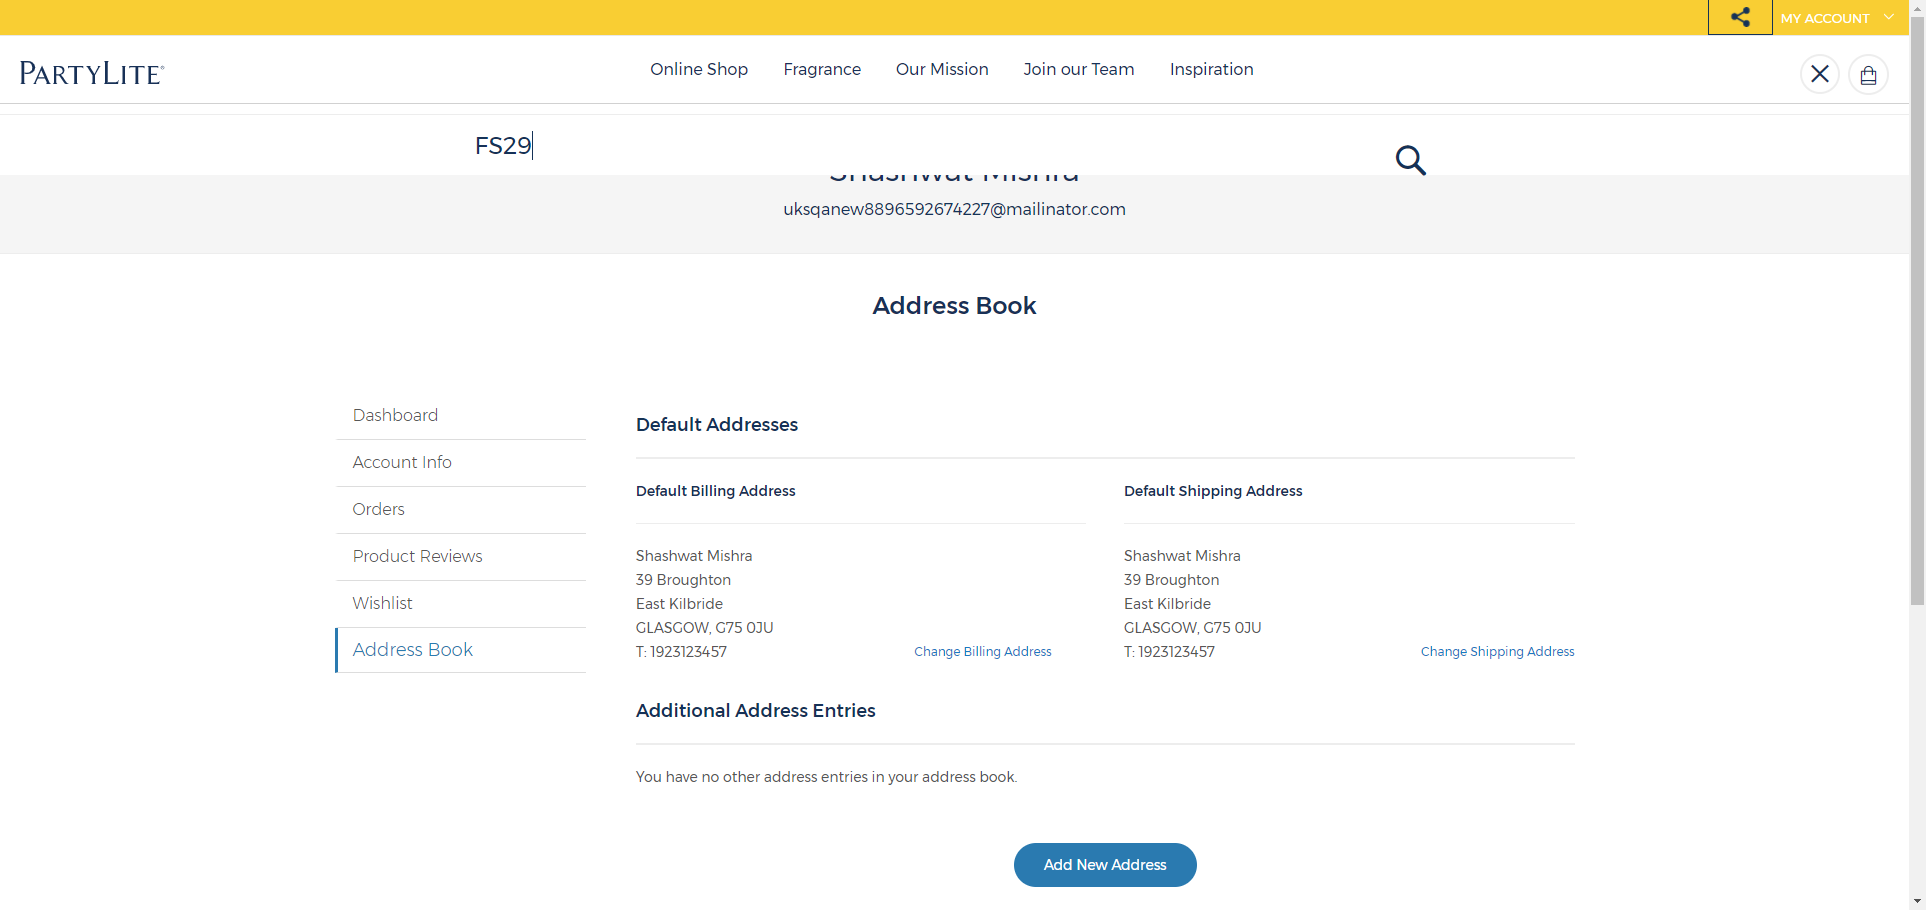 MY ACCOUNT
PARTYLITE®
Online Shop Fragrance Our Mission Join our Team Inspiration
FS29
Shashwat Mishra
uksqanew8896592674227@mailinator.com
Address Book
Dashboard
Account Info
Orders
Product Reviews
Wishlist
Address Book
Default Addresses
Default Billing Address
Shashwat Mishra
39 Broughton
East Kilbride
GLASGOW, G75 0JU
T: 1923123457
Change Billing Address
Default Shipping Address
Shashwat Mishra
39 Broughton
East Kilbride
GLASGOW, G75 0JU
T: 1923123457
Change Shipping Address
Additional Address Entries
You have no other address entries in your address book.
Add New Address